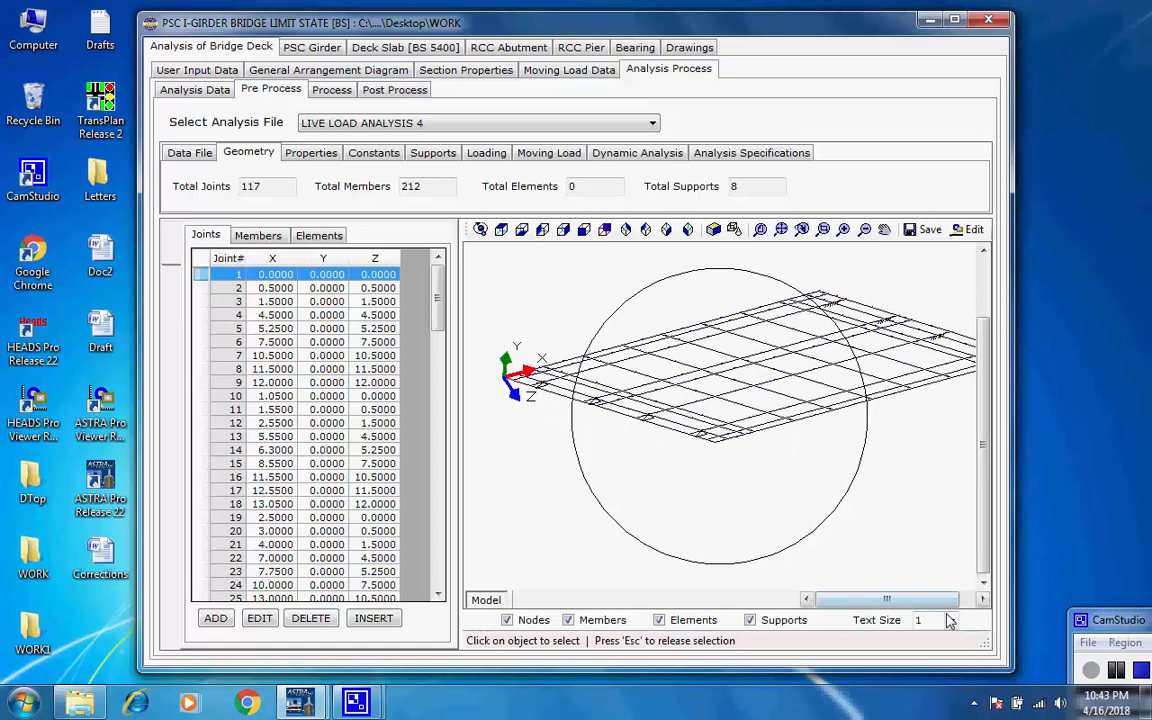 PSC I-GIRDER BRIDGE LIMIT STATE [BS] : C:\....\Desktop\WORK
Analysis of Bridge Deck PSC Girder Deck Slab [BS 5400] RCC Abutment RCC Pier Bearing Drawings
User Input Data General Arrangement Diagram Section Properties Moving Load Data Analysis Process
Analysis Data Pre Process Process Post Process
Select Analysis File LIVE LOAD ANALYSIS 4
Data File Geometry Properties Constants Supports Loading Moving Load Dynamic Analysis Analysis Specifications
Total Joints 117 Total Members 212 Total Elements 0 Total Supports 8
Joints Members Elements
Save Edit
Joint# X Y Z
1 0.0000 0.0000 0.0000
2 0.5000 0.0000 0.5000
3 1.5000 0.0000 1.5000
4 4.5000 0.0000 4.5000
5 5.2500 0.0000 5.2500
6 7.5000 0.0000 7.5000
7 10.5000 0.0000 10.5000
8 11.5000 0.0000 11.5000
9 12.0000 0.0000 12.0000
10 1.0500 0.0000 0.0000
11 1.5500 0.0000 0.5000
12 2.5500 0.0000 1.5000
13 5.5500 0.0000 4.5000
14 6.3000 0.0000 5.2500
15 8.5500 0.0000 7.5000
16 11.5500 0.0000 10.5000
17 12.5500 0.0000 11.5000
18 13.0500 0.0000 12.0000
19 2.5000 0.0000 0.0000
20 3.0000 0.0000 0.5000
21 4.0000 0.0000 1.5000
22 7.0000 0.0000 4.5000
23 7.7500 0.0000 5.2500
24 10.0000 0.0000 7.5000
25 13.0000 0.0000 10.5000
Y
X
Z
ADD EDIT DELETE INSERT
Model
Nodes Members Elements Supports Text Size 1
Click on object to select | Press 'Esc' to release selection
Computer
Drafts
Recycle Bin
TransPlan Release 2
CamStudio
Letters
Google Chrome
Doc2
HEADS Pro Release 22
Draft
HEADS Pro Viewer R...
ASTRA Pro Viewer R...
DTop
ASTRA Pro Release 22
WORK
Corrections
WORK1
CamStudio
File Region
10:43 PM
4/16/2018